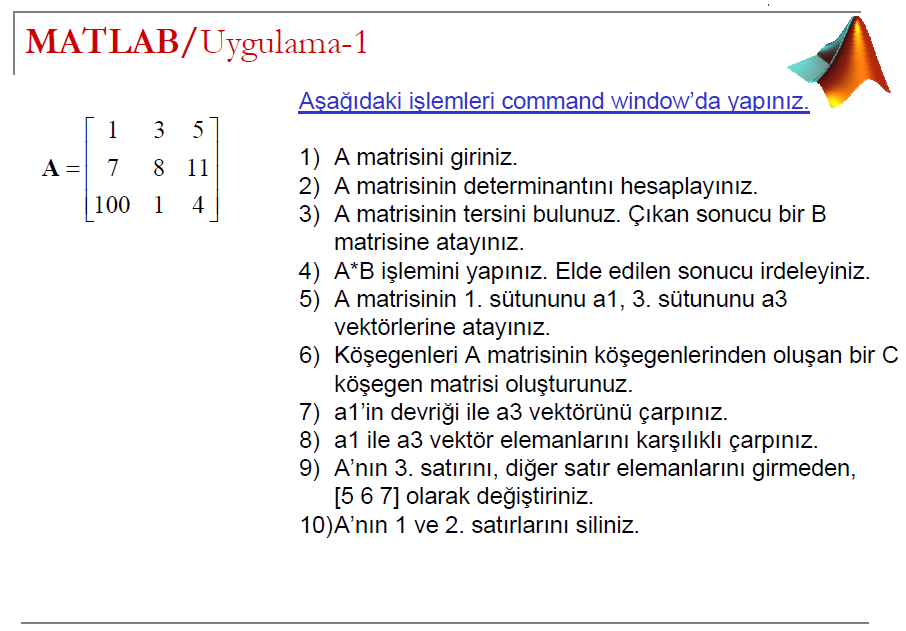 MATLAB/Uygulama-1
Aşağıdaki işlemleri command window’da yapınız.
A = [ 1 3 5
7 8 11
100 1 4 ]
1) A matrisini giriniz.
2) A matrisinin determinantını hesaplayınız.
3) A matrisinin tersini bulunuz. Çıkan sonucu bir B
matrisine atayınız.
4) A*B işlemini yapınız. Elde edilen sonucu irdeleyiniz.
5) A matrisinin 1. sütununu a1, 3. sütununu a3
vektörlerine atayınız.
6) Köşegenleri A matrisinin köşegenlerinden oluşan bir C
köşegen matrisi oluşturunuz.
7) a1’in devriği ile a3 vektörünü çarpınız.
8) a1 ile a3 vektör elemanlarını karşılıklı çarpınız.
9) A’nın 3. satırını, diğer satır elemanlarını girmeden,
[5 6 7] olarak değiştiriniz.
10)A’nın 1 ve 2. satırlarını siliniz.